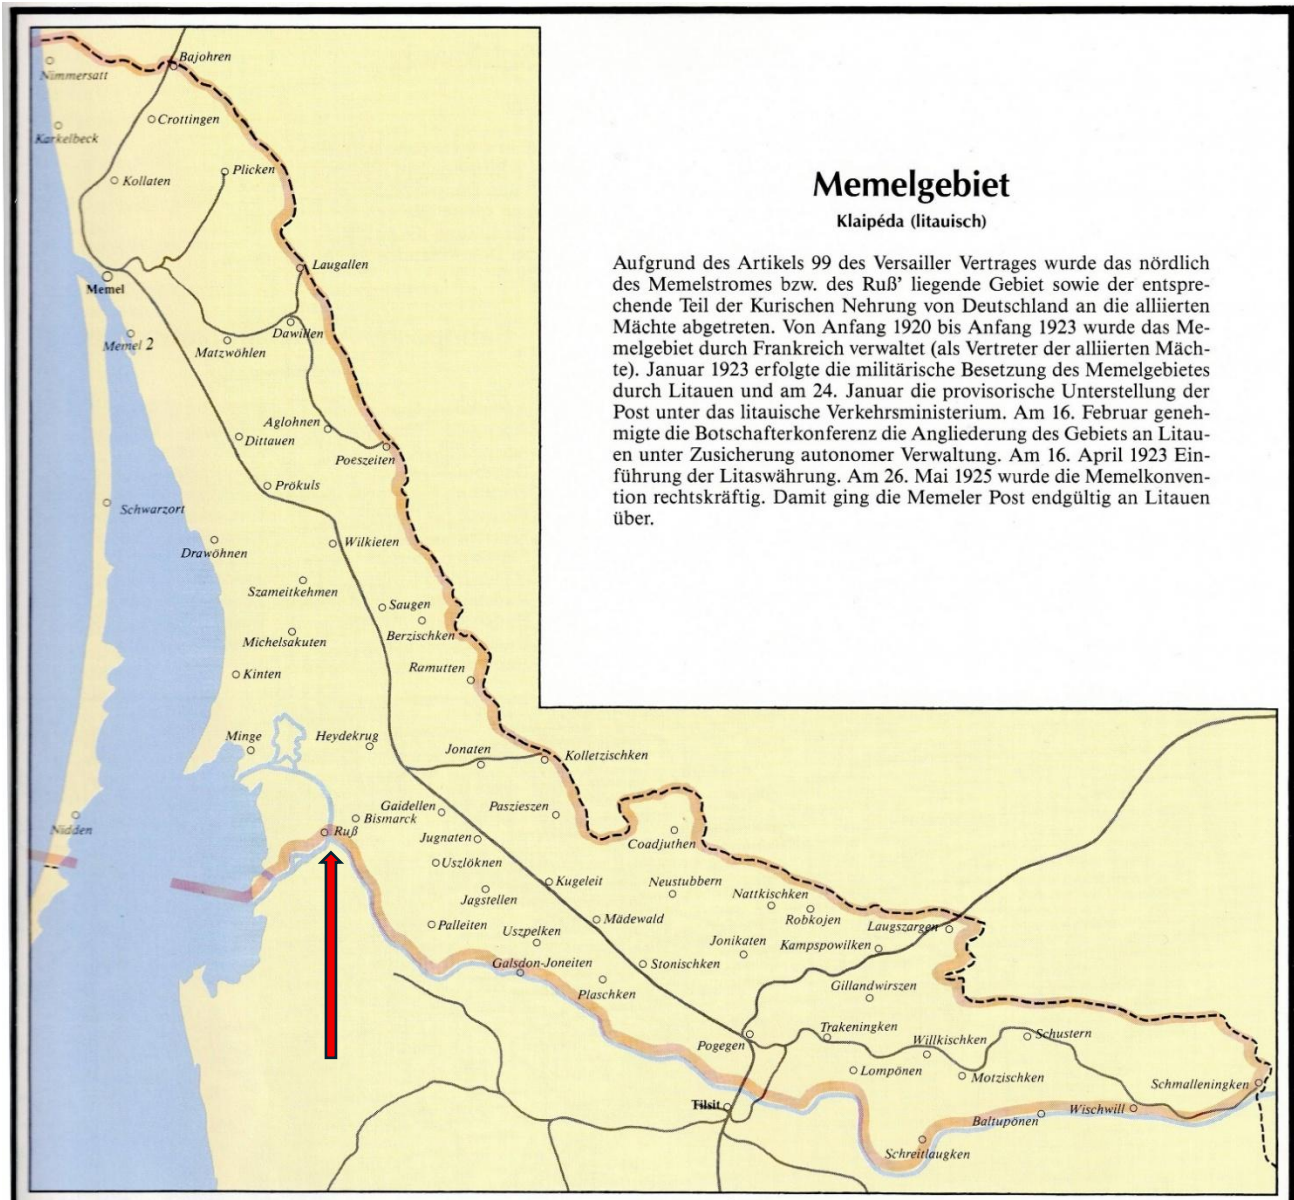 Memelgebiet
Klaipéda (litauisch)
Aufgrund des Artikels 99 des Versailler Vertrages wurde das nördlich
des Memelstromes bzw. des Ruß’ liegende Gebiet sowie der entspre-
chende Teil der Kurischen Nehrung von Deutschland an die alliierten
Mächte abgetreten. Von Anfang 1920 bis Anfang 1923 wurde das Me-
melgebiet durch Frankreich verwaltet (als Vertreter der alliierten Mäch-
te). Januar 1923 erfolgte die militärische Besetzung des Memelgebietes
durch Litauen und am 24. Januar die provisorische Unterstellung der
Post unter das litauische Verkehrsministerium. Am 16. Februar geneh-
migte die Botschafterkonferenz die Angliederung des Gebiets an Litau-
en unter Zusicherung autonomer Verwaltung. Am 16. April 1923 Ein-
führung der Litaswährung. Am 26. Mai 1925 wurde die Memelkonven-
tion rechtskräftig. Damit ging die Memeler Post endgültig an Litauen
über.
Bajohren
Nimmersatt
Crottingen
Karkelbeck
Plicken
Kollaten
Laugallen
Memel
Dawillen
Memel 2
Matzwöhlen
Aglohnen
Dittauen
Poeszeiten
Prökuls
Schwarzort
Wilkieten
Drawöhnen
Szameitkehmen
Saugen
Berzischken
Michelsakuten
Ramutten
Kinten
Minge
Heydekrug
Jonaten
Kolletzischken
Gaidellen
Paszieszen
Bismarck
Nidden
Ruß
Jugnaten
Coadjuthen
Uszlöknen
Kugeleit
Neustubbern
Jagstellen
Nattkischken
Robkojen
Mädewald
Palleiten
Laugszargen
Uszpelken
Jonikaten
Kampspowilken
Galsdon-Joneiten
Stonischken
Gillandwirszen
Plaschken
Trakeningken
Schustern
Pogegen
Willkischken
Lompönen
Motzischken
Schmalleningken
Tilsit
Wischwill
Baltupönen
Schreitlaugken